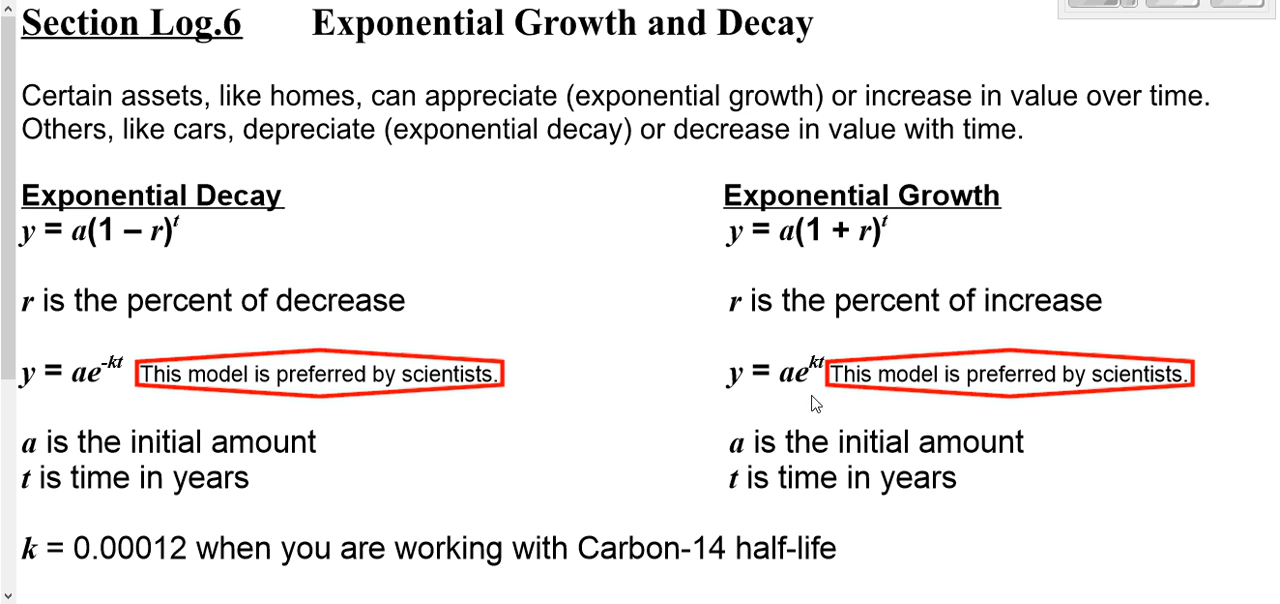 Section Log.6 Exponential Growth and Decay
Certain assets, like homes, can appreciate (exponential growth) or increase in value over time.
Others, like cars, depreciate (exponential decay) or decrease in value with time.
Exponential Decay Exponential Growth
y = a(1 – r)^t y = a(1 + r)^t
r is the percent of decrease r is the percent of increase
y = ae^-kt This model is preferred by scientists. y = ae^kt This model is preferred by scientists.
a is the initial amount a is the initial amount
t is time in years t is time in years
k = 0.00012 when you are working with Carbon-14 half-life